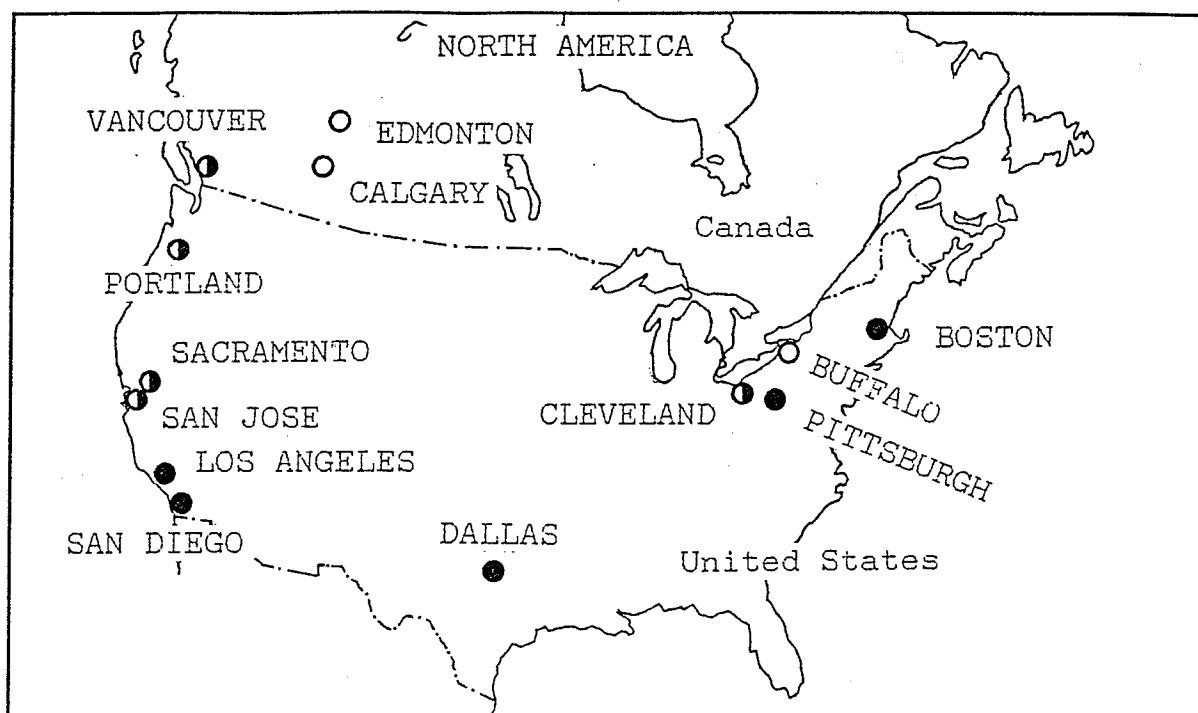 NORTH AMERICA
VANCOUVER
EDMONTON
CALGARY
Canada
PORTLAND
SACRAMENTO
BOSTON
BUFFALO
CLEVELAND
SAN JOSE
PITTSBURGH
LOS ANGELES
SAN DIEGO
DALLAS
United States